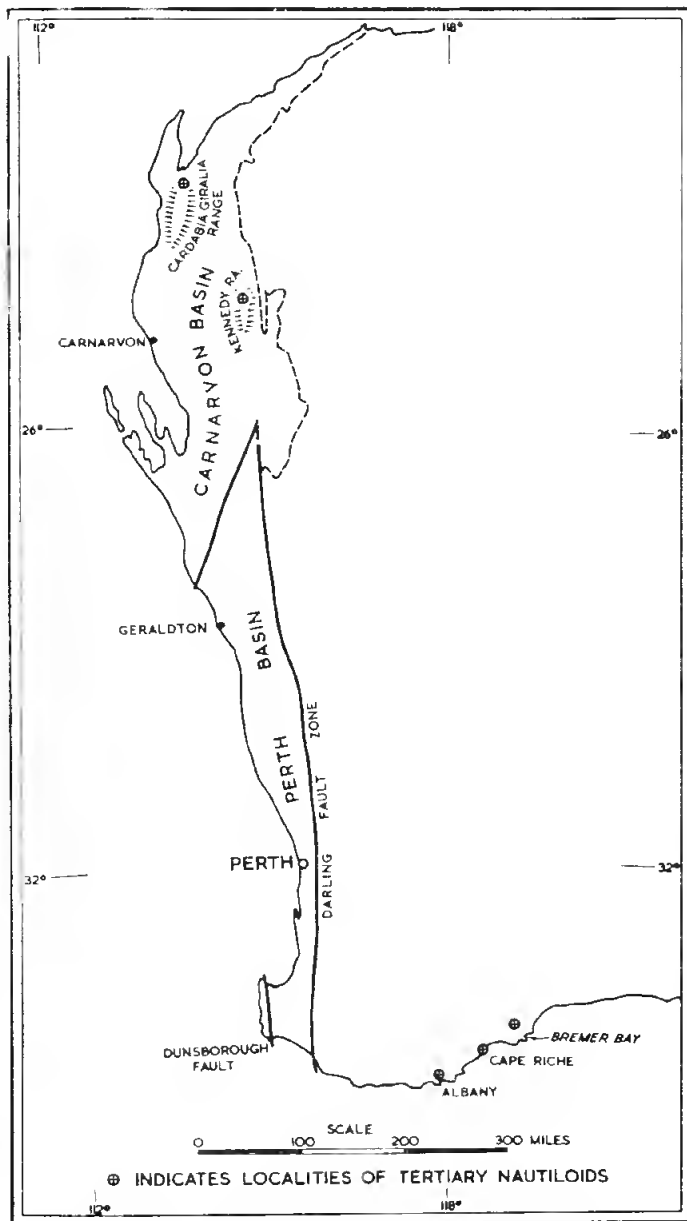 112°
118°
CARDABIA GIRALIA
RANGE
KENNEDY RA.
CARNARVON BASIN
CARNARVON
26°
26°
GERALDTON
PERTH BASIN
DARLING FAULT ZONE
PERTH
32°
32°
DUNSBOROUGH
FAULT
BREMER BAY
CAPE RICHE
ALBANY
SCALE
0 100 200 300 MILES
⊕ INDICATES LOCALITIES OF TERTIARY NAUTILOIDS
112°
118°